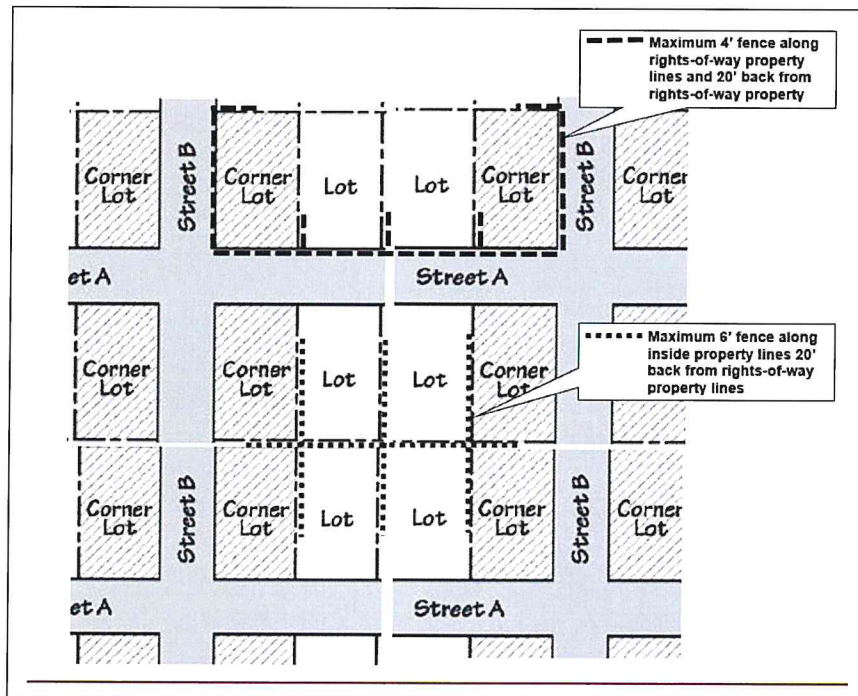 Maximum 4' fence along
rights-of-way property
lines and 20' back from
rights-of-way property
Corner
Lot
Street B
Corner
Lot
Lot
Lot
Corner
Lot
Street B
Corner
Lot
et A
Street A
Maximum 6' fence along
inside property lines 20'
back from rights-of-way
property lines
Corner
Lot
Corner
Lot
Lot
Lot
Corner
Lot
Corner
Lot
Corner
Lot
Street B
Corner
Lot
Lot
Lot
Corner
Lot
Street B
Corner
Lot
et A
Street A